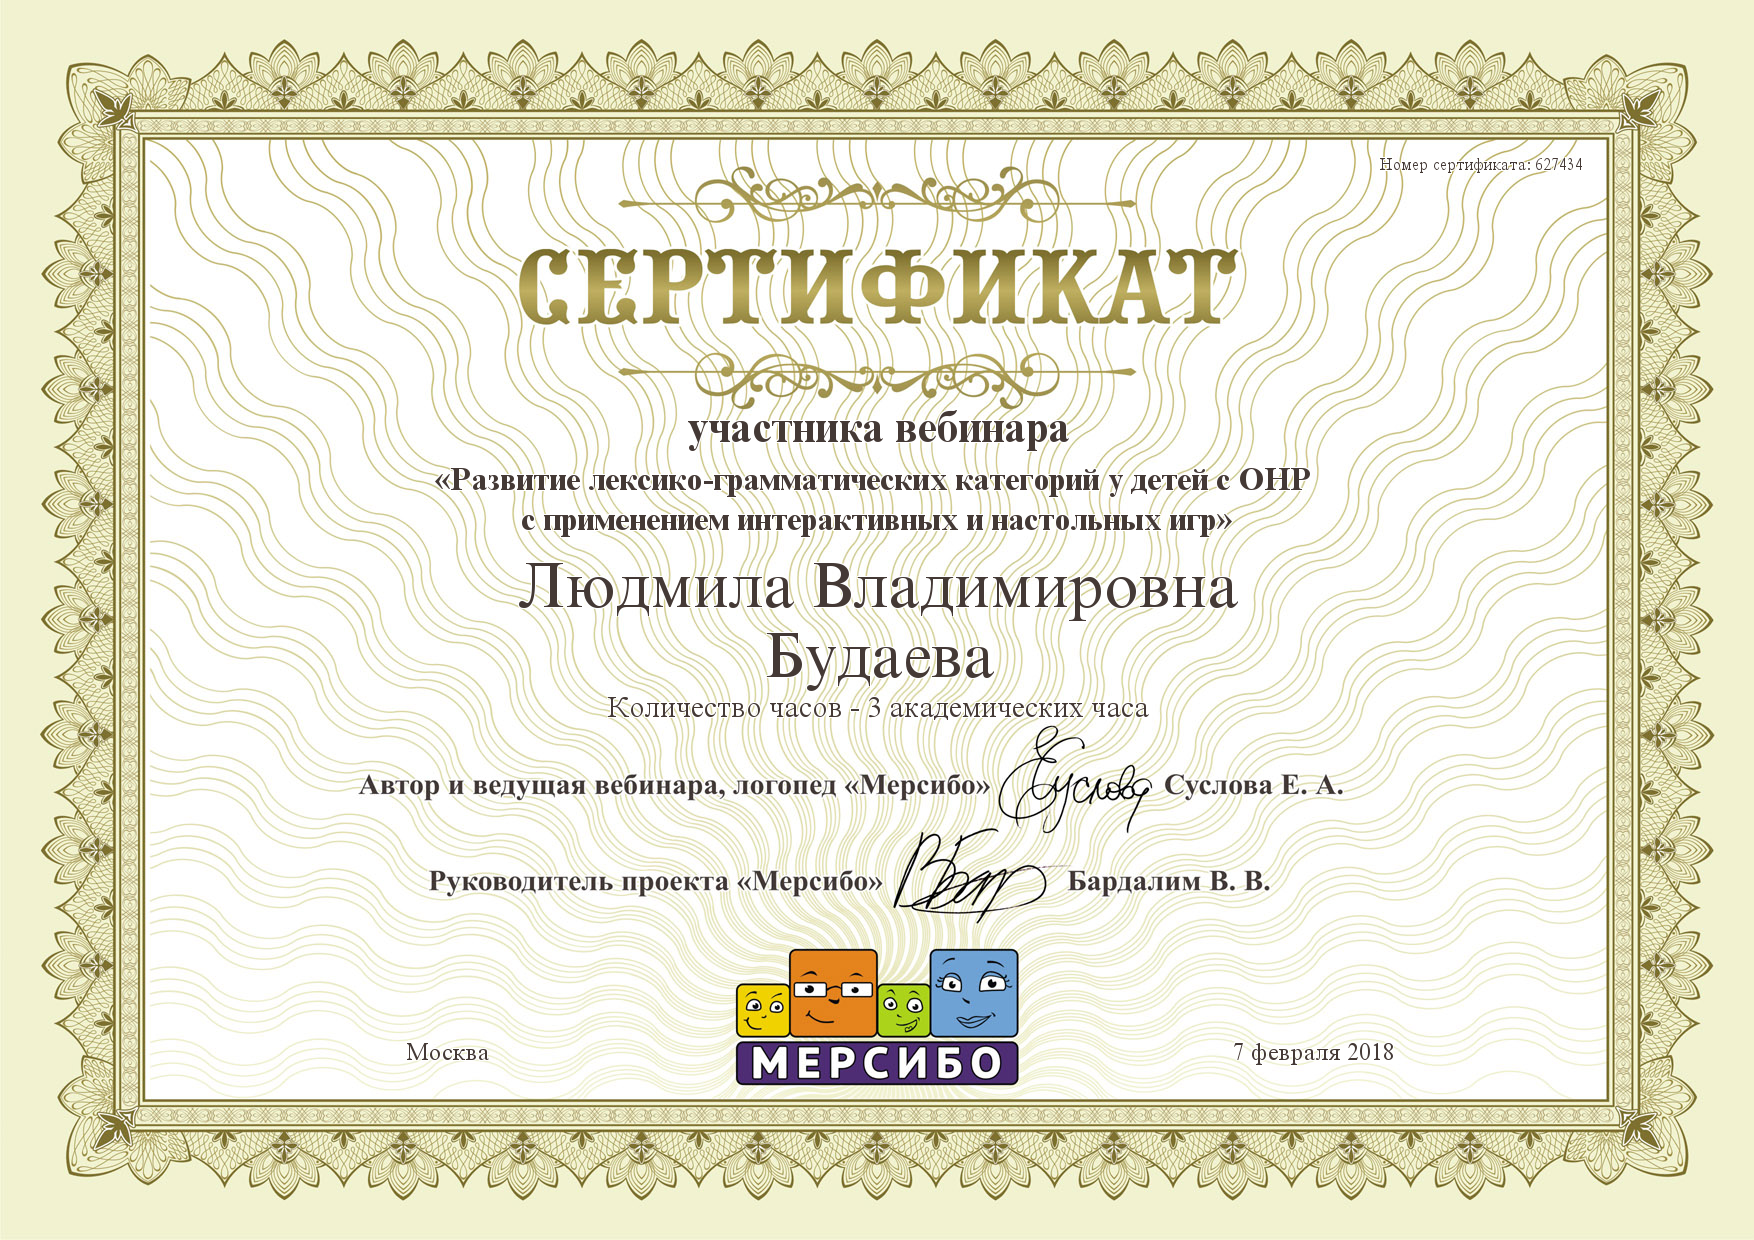 Номер сертификата: 627434
СЕРТИФИКАТ
участника вебинара
«Развитие лексико-грамматических категорий у детей с ОНР
с применением интерактивных и настольных игр»
Людмила Владимировна
Будаева
Количество часов - 3 академических часа
Автор и ведущая вебинара, логопед «Мерсибо» Суслова Е. А.
Руководитель проекта «Мерсибо» Бардалим В. В.
МЕРСИБО
Москва
7 февраля 2018